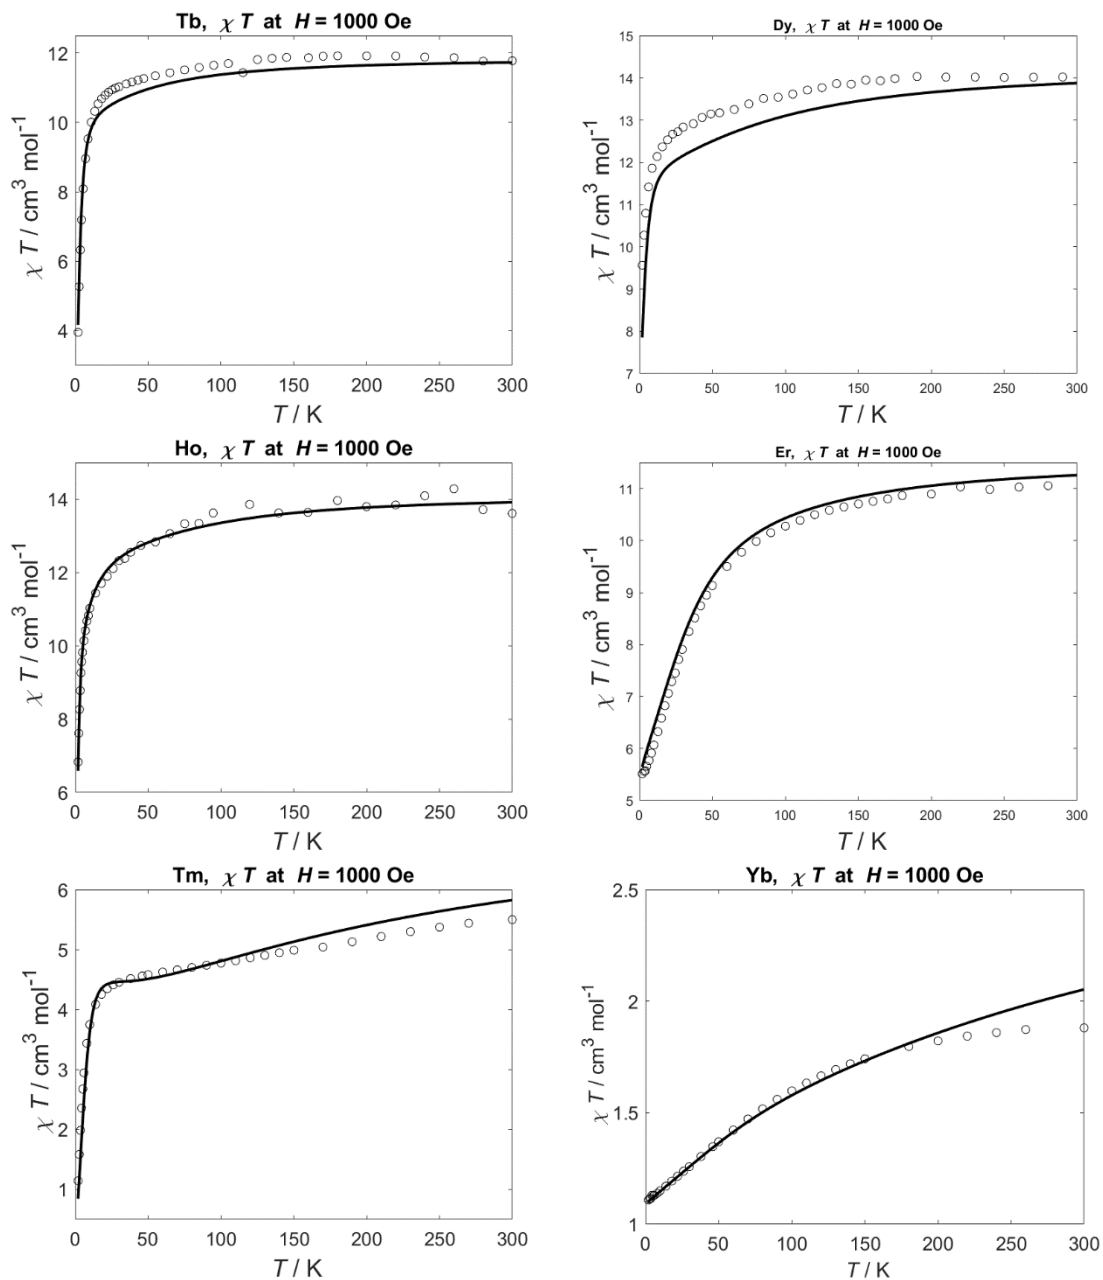 Tb, χ T at H = 1000 Oe
12
10
8
6
4
χ T / cm³ mol⁻¹
0 50 100 150 200 250 300
T / K
Dy, χ T at H = 1000 Oe
15
14
13
12
11
10
9
8
7
χ T / cm³ mol⁻¹
0 50 100 150 200 250 300
T / K
Ho, χ T at H = 1000 Oe
14
12
10
8
6
χ T / cm³ mol⁻¹
0 50 100 150 200 250 300
T / K
Er, χ T at H = 1000 Oe
11
10
9
8
7
6
5
χ T / cm³ mol⁻¹
0 50 100 150 200 250 300
T / K
Tm, χ T at H = 1000 Oe
6
5
4
3
2
1
χ T / cm³ mol⁻¹
0 50 100 150 200 250 300
T / K
Yb, χ T at H = 1000 Oe
2.5
2
1.5
1
χ T / cm³ mol⁻¹
0 50 100 150 200 250 300
T / K